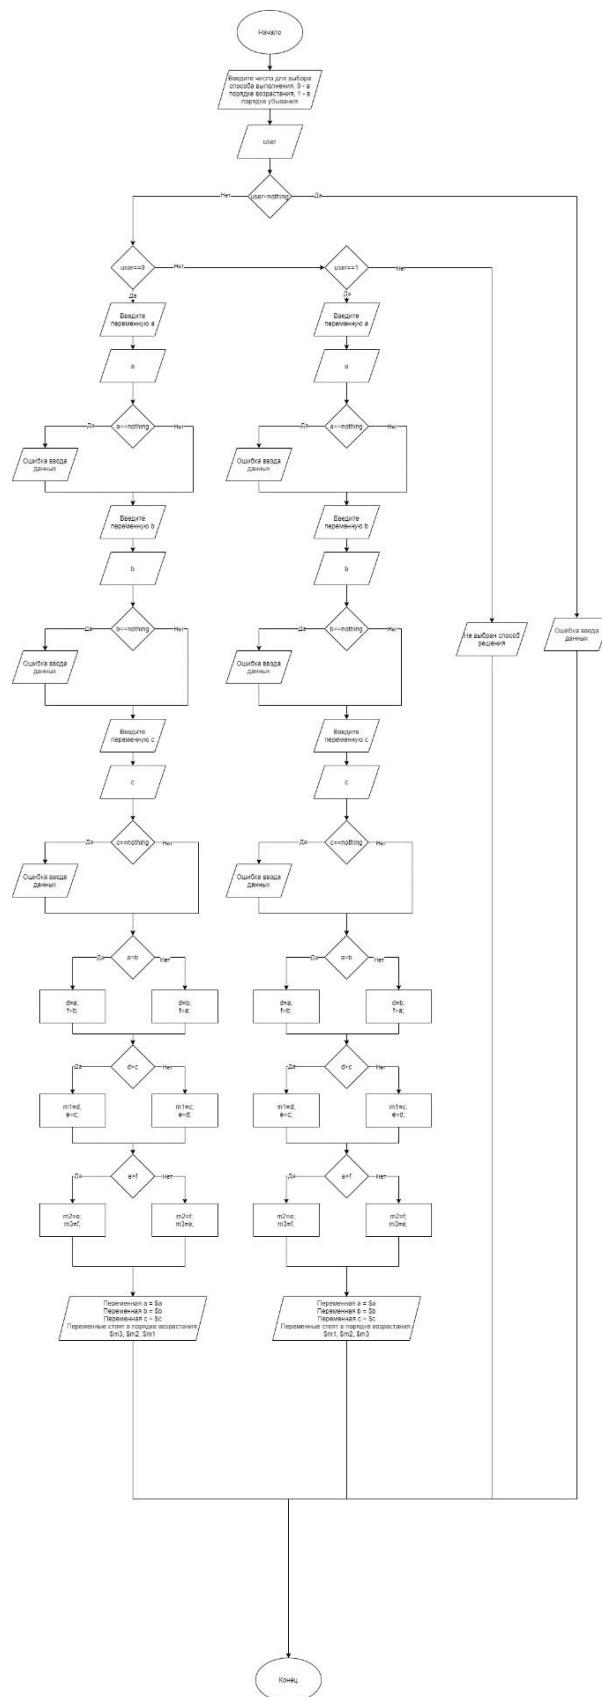 Начало
Введите число для выбора
способа выполнения, 0 - в
порядке возрастания, 1 - в
порядке убывания
user
user=nothing
Нет
Да
user==0
Нет
Да
user==1
Нет
Да
Введите
переменную a
Введите
переменную a
a
a
a==nothing
Да
Нет
a==nothing
Да
Нет
Ошибка ввода
данных
Ошибка ввода
данных
Введите
переменную b
Введите
переменную b
b
b
b==nothing
Да
Нет
b==nothing
Да
Нет
Ошибка ввода
данных
Ошибка ввода
данных
Не выбран способ
решения
Ошибка ввода
данных
Введите
переменную c
Введите
переменную c
c
c
c==nothing
Да
Нет
c==nothing
Да
Нет
Ошибка ввода
данных
Ошибка ввода
данных
a>b
Да
Нет
a>b
Да
Нет
d=a;
f=b;
d=b;
f=a;
d=a;
f=b;
d=b;
f=a;
d>c
Да
Нет
d>c
Да
Нет
m1=d;
e=c;
m1=c;
e=d;
m1=d;
e=c;
m1=c;
e=d;
e>f
Да
Нет
e>f
Да
Нет
m2=e;
m3=f;
m2=f;
m3=e;
m2=e;
m3=f;
m2=f;
m3=e;
Переменная a = $a
Переменная b = $b
Переменная c = $c
Переменные стоят в порядке возрастания
$m3, $m2, $m1
Переменная a = $a
Переменная b = $b
Переменная c = $c
Переменные стоят в порядке возрастания
$m1, $m2, $m3
Конец